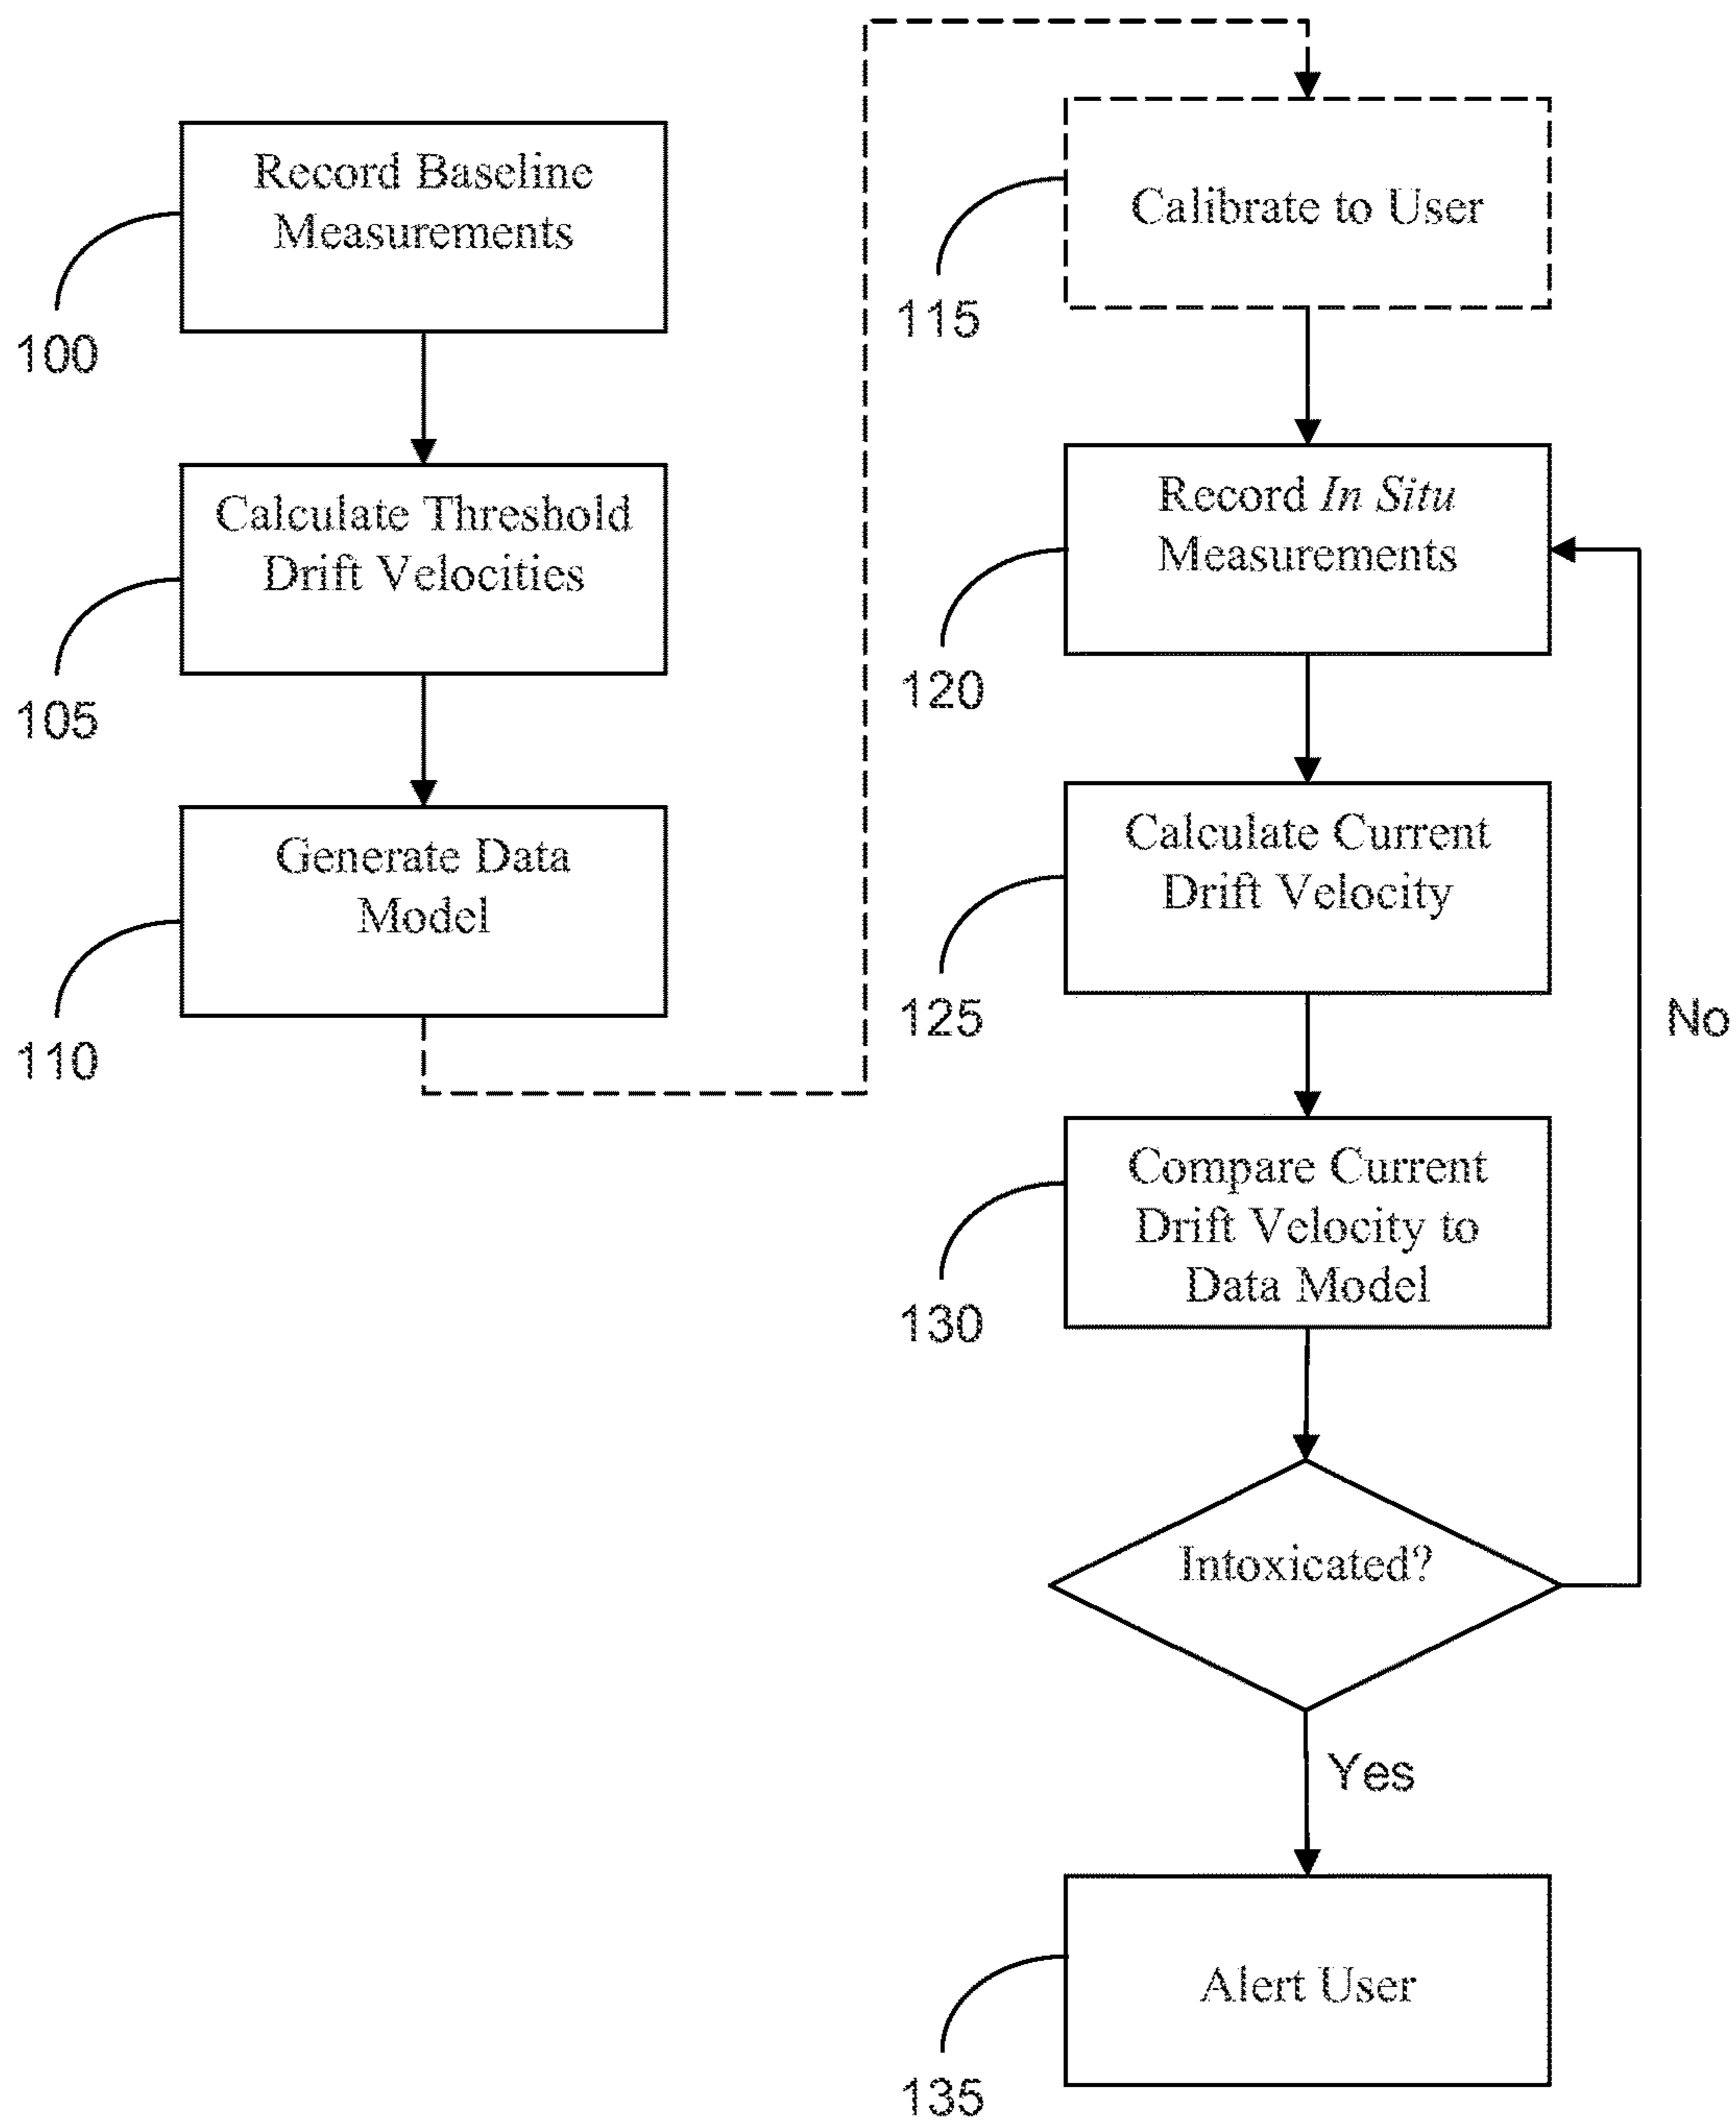 Record Baseline
Measurements
100
Calculate Threshold
Drift Velocities
105
Generate Data
Model
110
Calibrate to User
115
Record In Situ
Measurements
120
Calculate Current
Drift Velocity
125
No
Compare Current
Drift Velocity to
Data Model
130
Intoxicated?
Yes
Alert User
135